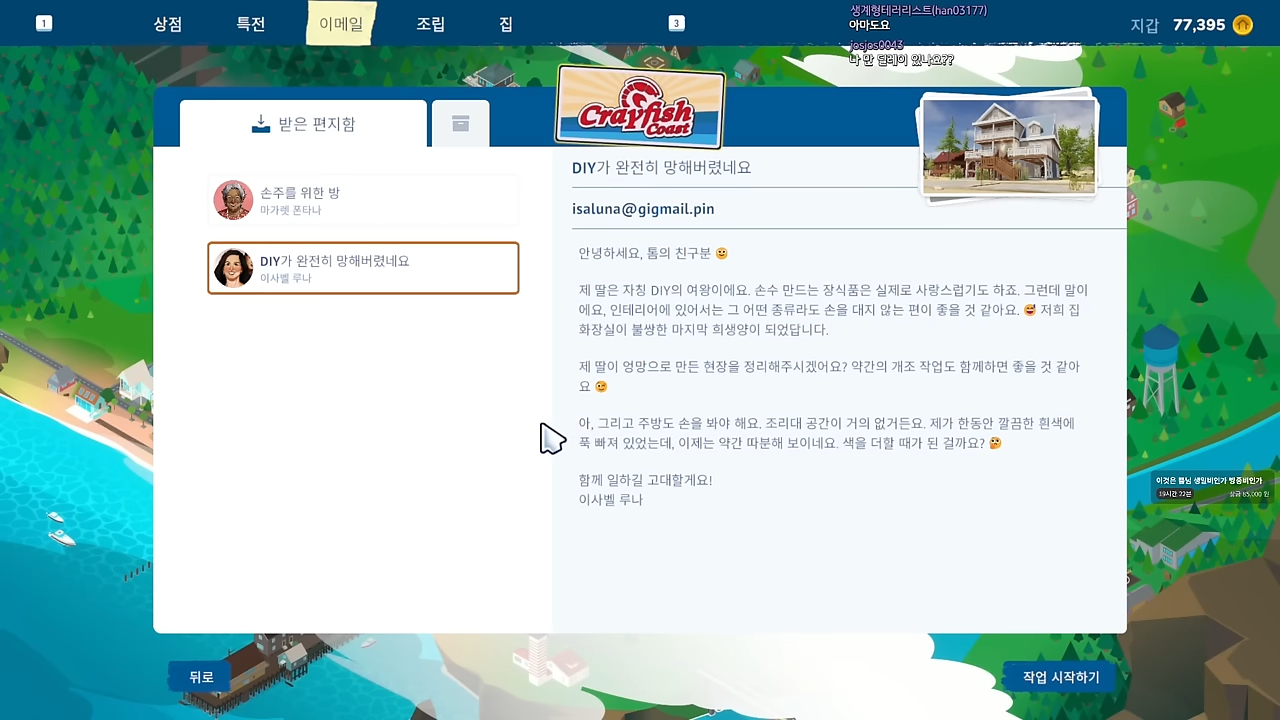 1
상점
특전
이메일
조립
집
3
생계형테러리스트(han03177)
아마도요
josjos0043
나 만 딜레이 있나요??
지갑 77,395
받은 편지함
Crayfish
Coast
손주를 위한 방
마가렛 폰타나
DIY가 완전히 망해버렸네요
이사벨 루나
DIY가 완전히 망해버렸네요
isaluna@gigmail.pin
안녕하세요, 톰의 친구분 🙂
제 딸은 자칭 DIY의 여왕이에요. 손수 만드는 장식품은 실제로 사랑스럽기도 하죠. 그런데 말이
에요, 인테리어에 있어서는 그 어떤 종류라도 손을 대지 않는 편이 좋을 것 같아요. 😅 저희 집
화장실이 불쌍한 마지막 희생양이 되었답니다.
제 딸이 엉망으로 만든 현장을 정리해주시겠어요? 약간의 개조 작업도 함께하면 좋을 것 같아
요 😉
아, 그리고 주방도 손을 봐야 해요. 조리대 공간이 거의 없거든요. 제가 한동안 깔끔한 흰색에
푹 빠져 있었는데, 이제는 약간 따분해 보이네요. 색을 더할 때가 된 걸까요? 🤔
함께 일하길 고대할게요!
이사벨 루나
19시간 22분
상금 65,000 원
뒤로
작업 시작하기